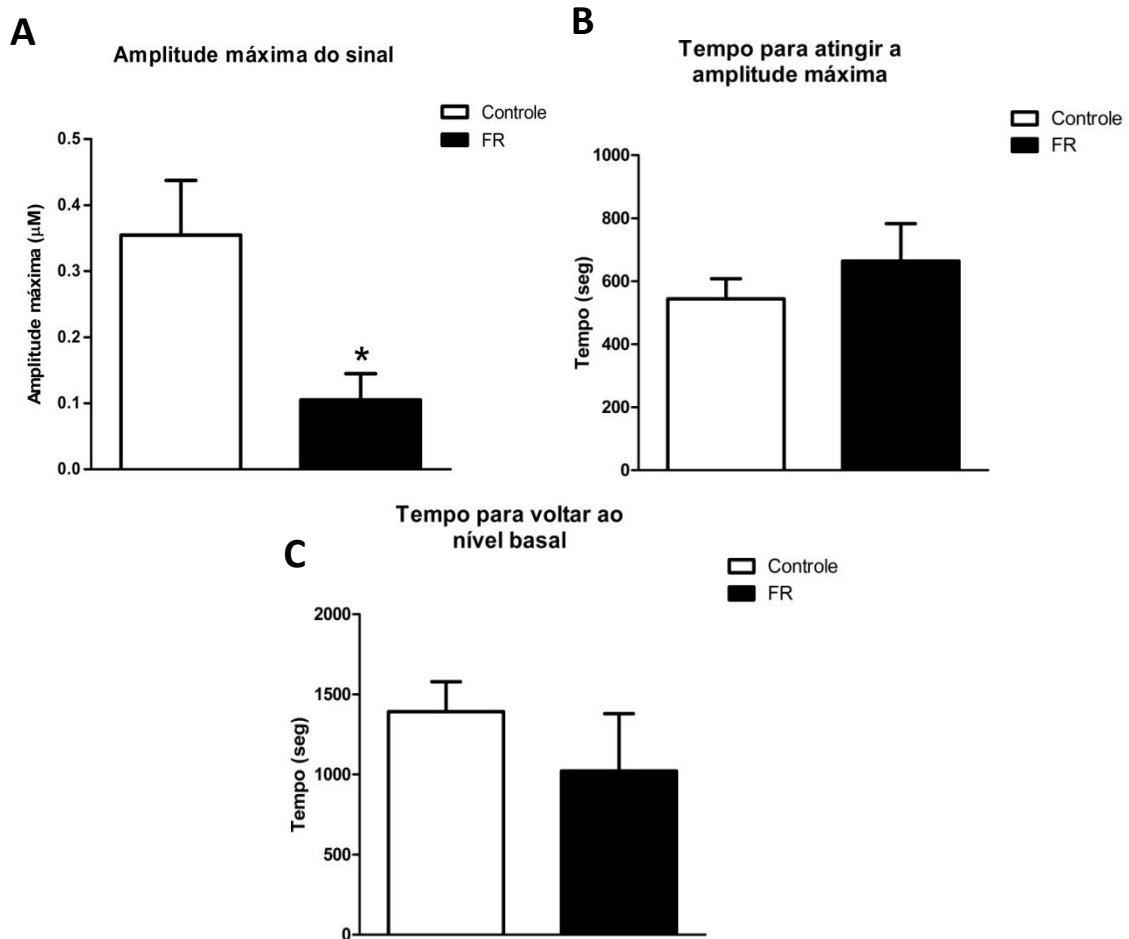 A
Amplitude máxima do sinal
Controle
FR
Amplitude máxima (μM)
0.5
0.4
0.3
0.2
0.1
0.0
*
B
Tempo para atingir a
amplitude máxima
Controle
FR
Tempo (seg)
1000
800
600
400
200
0
C
Tempo para voltar ao
nível basal
Controle
FR
Tempo (seg)
2000
1500
1000
500
0